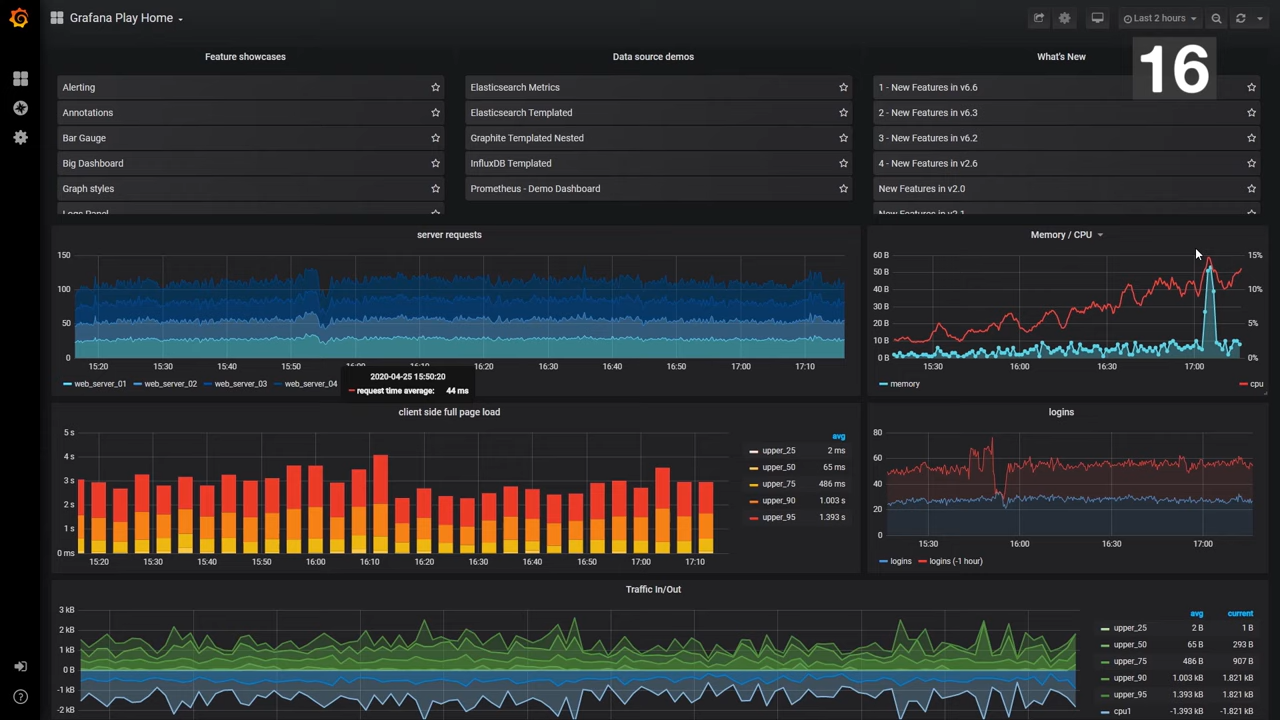 Grafana Play Home
Last 2 hours
16
Feature showcases
Alerting
Annotations
Bar Gauge
Big Dashboard
Graph styles
Logs Panel
Data source demos
Elasticsearch Metrics
Elasticsearch Templated
Graphite Templated Nested
InfluxDB Templated
Prometheus - Demo Dashboard
What's New
1 - New Features in v6.6
2 - New Features in v6.3
3 - New Features in v6.2
4 - New Features in v2.6
New Features in v2.0
New Features in v2.1
server requests
150
100
50
0
15:20 15:30 15:40 15:50 16:00 16:10 16:20 16:30 16:40 16:50 17:00 17:10
web_server_01 web_server_02 web_server_03 web_server_04
2020-04-25 15:50:20
request time average: 44 ms
Memory / CPU
60 B 15%
50 B
40 B 10%
30 B
20 B 5%
10 B
0 B 0%
15:30 16:00 16:30 17:00
memory cpu
client side full page load
5 s
4 s
3 s
2 s
1 s
0 ms
15:20 15:30 15:40 15:50 16:00 16:10 16:20 16:30 16:40 16:50 17:00 17:10
avg
upper_25 2 ms
upper_50 65 ms
upper_75 486 ms
upper_90 1.003 s
upper_95 1.393 s
logins
80
60
40
20
0
15:30 16:00 16:30 17:00
logins logins (-1 hour)
Traffic In/Out
3 kB
2 kB
1 kB
0 B
-1 kB
-2 kB
avg current
upper_25 2 B 1 B
upper_50 65 B 293 B
upper_75 486 B 907 B
upper_90 1.003 kB 1.821 kB
upper_95 1.393 kB 1.821 kB
cpu1 -1.393 kB -1.821 kB